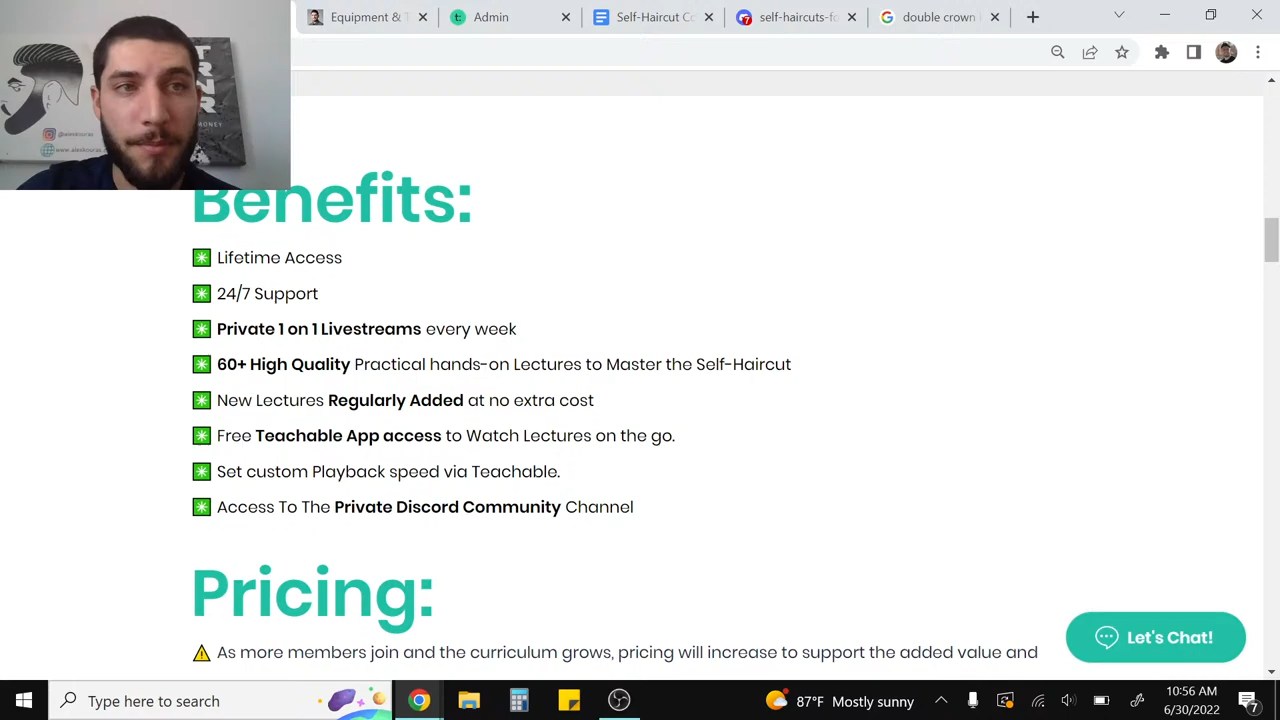 Equipment & T
Admin
Self-Haircut Co
self-haircuts-fo
double crown
TRNR
MONEY
@alexkouras
Benefits:
Lifetime Access
24/7 Support
Private 1 on 1 Livestreams every week
60+ High Quality Practical hands-on Lectures to Master the Self-Haircut
New Lectures Regularly Added at no extra cost
Free Teachable App access to Watch Lectures on the go.
Set custom Playback speed via Teachable.
Access To The Private Discord Community Channel
Pricing:
As more members join and the curriculum grows, pricing will increase to support the added value and
Let's Chat!
Type here to search
87°F Mostly sunny
10:56 AM
6/30/2022
7